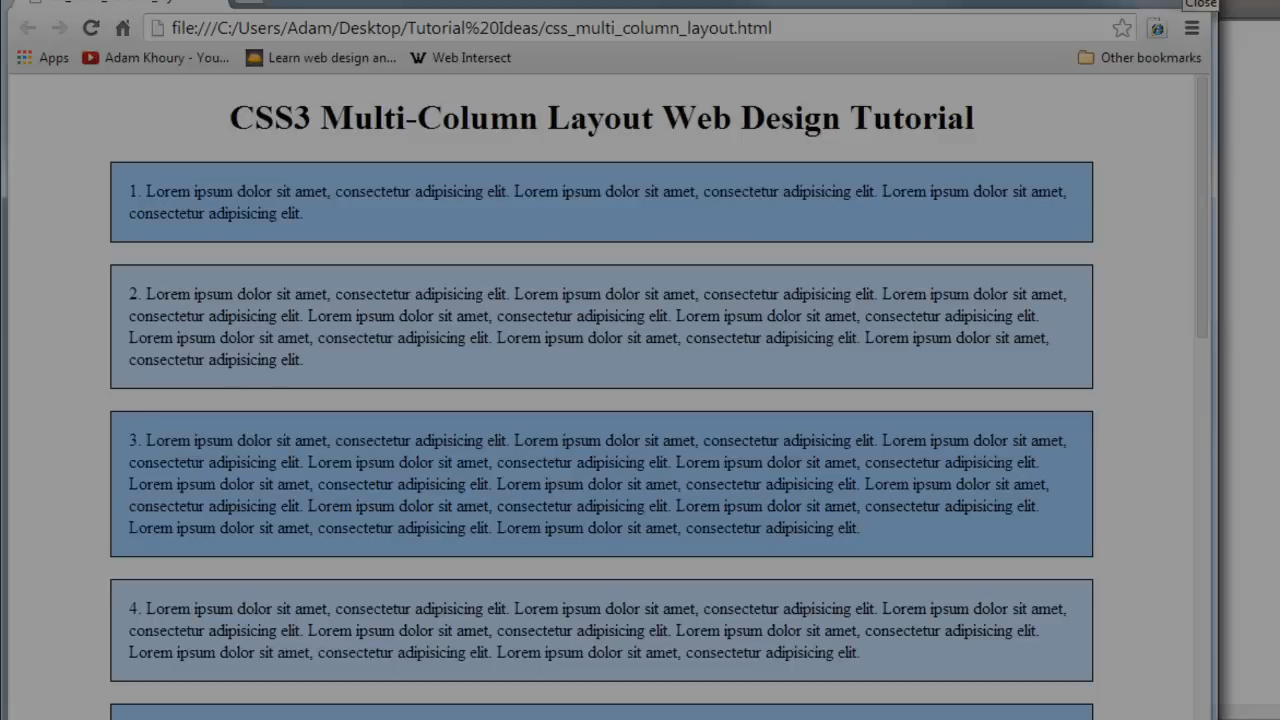 Close
file:///C:/Users/Adam/Desktop/Tutorial%20Ideas/css_multi_column_layout.html
Apps Adam Khoury - You... Learn web design an... Web Intersect Other bookmarks
CSS3 Multi-Column Layout Web Design Tutorial
1. Lorem ipsum dolor sit amet, consectetur adipisicing elit. Lorem ipsum dolor sit amet, consectetur adipisicing elit. Lorem ipsum dolor sit amet,
consectetur adipisicing elit.
2. Lorem ipsum dolor sit amet, consectetur adipisicing elit. Lorem ipsum dolor sit amet, consectetur adipisicing elit. Lorem ipsum dolor sit amet,
consectetur adipisicing elit. Lorem ipsum dolor sit amet, consectetur adipisicing elit. Lorem ipsum dolor sit amet, consectetur adipisicing elit.
Lorem ipsum dolor sit amet, consectetur adipisicing elit. Lorem ipsum dolor sit amet, consectetur adipisicing elit. Lorem ipsum dolor sit amet,
consectetur adipisicing elit.
3. Lorem ipsum dolor sit amet, consectetur adipisicing elit. Lorem ipsum dolor sit amet, consectetur adipisicing elit. Lorem ipsum dolor sit amet,
consectetur adipisicing elit. Lorem ipsum dolor sit amet, consectetur adipisicing elit. Lorem ipsum dolor sit amet, consectetur adipisicing elit.
Lorem ipsum dolor sit amet, consectetur adipisicing elit. Lorem ipsum dolor sit amet, consectetur adipisicing elit. Lorem ipsum dolor sit amet,
consectetur adipisicing elit. Lorem ipsum dolor sit amet, consectetur adipisicing elit. Lorem ipsum dolor sit amet, consectetur adipisicing elit.
Lorem ipsum dolor sit amet, consectetur adipisicing elit. Lorem ipsum dolor sit amet, consectetur adipisicing elit.
4. Lorem ipsum dolor sit amet, consectetur adipisicing elit. Lorem ipsum dolor sit amet, consectetur adipisicing elit. Lorem ipsum dolor sit amet,
consectetur adipisicing elit. Lorem ipsum dolor sit amet, consectetur adipisicing elit. Lorem ipsum dolor sit amet, consectetur adipisicing elit.
Lorem ipsum dolor sit amet, consectetur adipisicing elit. Lorem ipsum dolor sit amet, consectetur adipisicing elit.